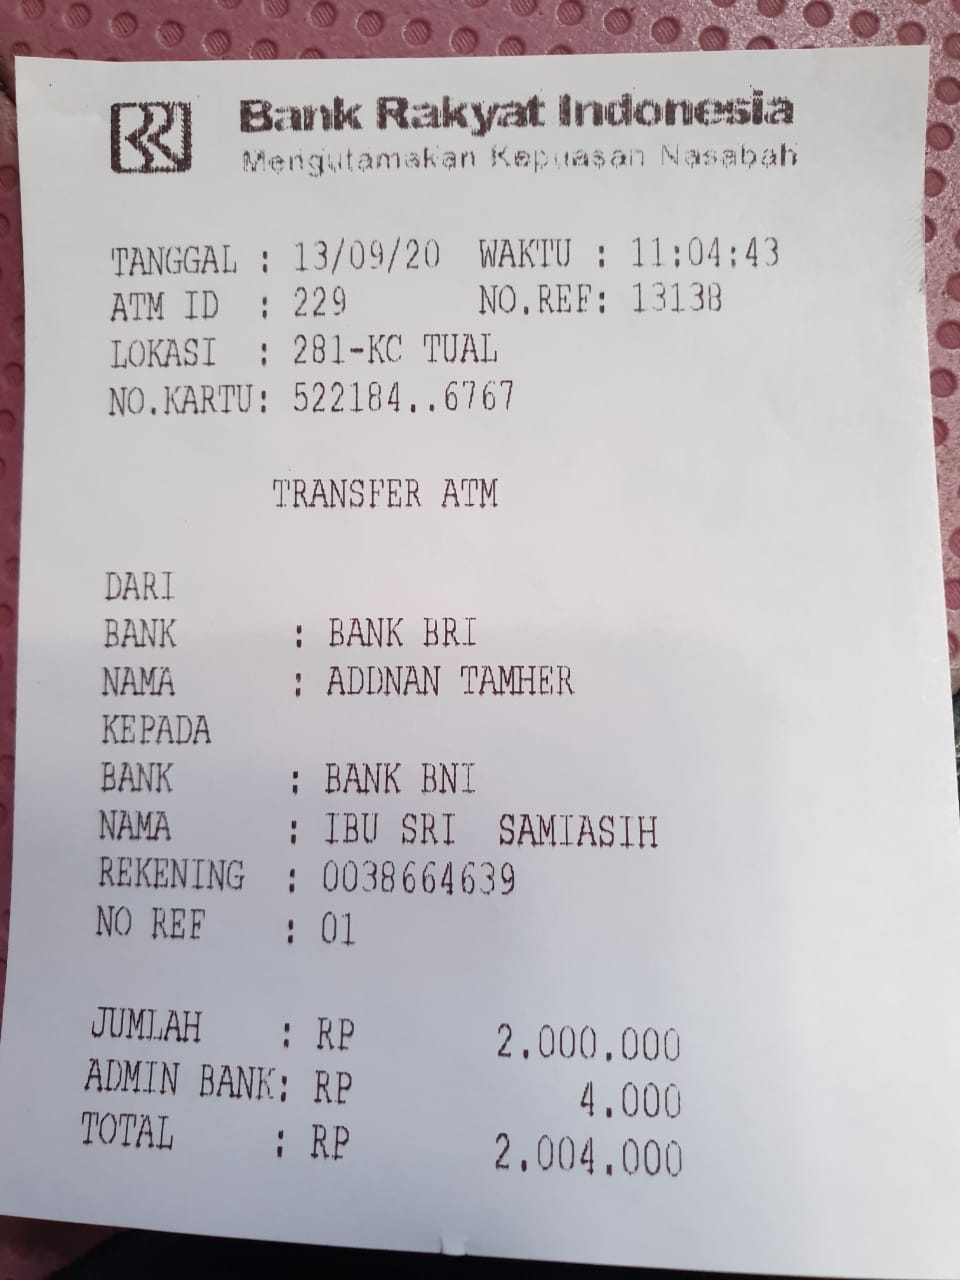 Bank Rakyat Indonesia
Mengutamakan Kepuasan Nasabah
TANGGAL : 13/09/20 WAKTU : 11:04:43
ATM ID : 229 NO.REF: 13138
LOKASI : 281-KC TUAL
NO.KARTU: 522184..6767
TRANSFER ATM
DARI
BANK : BANK BRI
NAMA : ADDNAN TAMHER
KEPADA
BANK : BANK BNI
NAMA : IBU SRI SAMIASIH
REKENING : 0038664639
NO REF : 01
JUMLAH : RP 2.000.000
ADMIN BANK: RP 4.000
TOTAL : RP 2.004.000